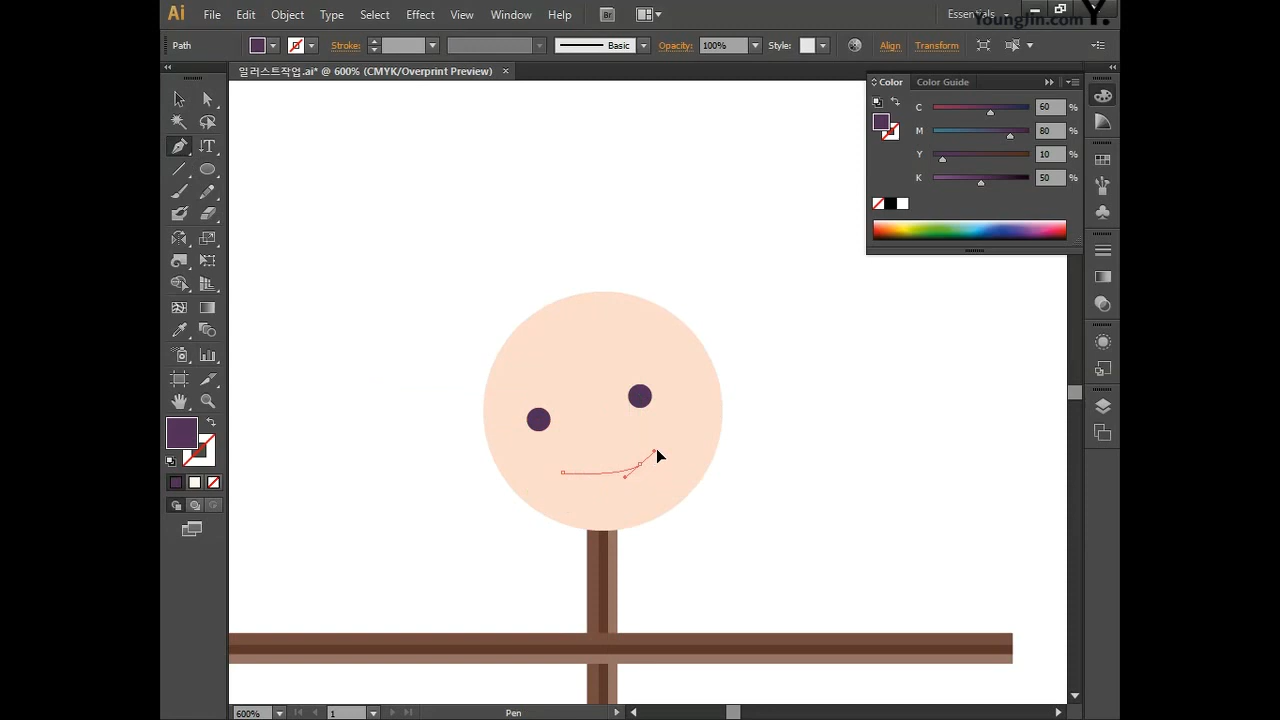 Ai File Edit Object Type Select Effect View Window Help Br Essentials
Youngjin.com Y.
Path Stroke: Basic Opacity: 100% Style: Align Transform
일러스트작업.ai* @ 600% (CMYK/Overprint Preview) ×
Color Color Guide
C 60 %
M 80 %
Y 10 %
K 50 %
T
600% 1 Pen